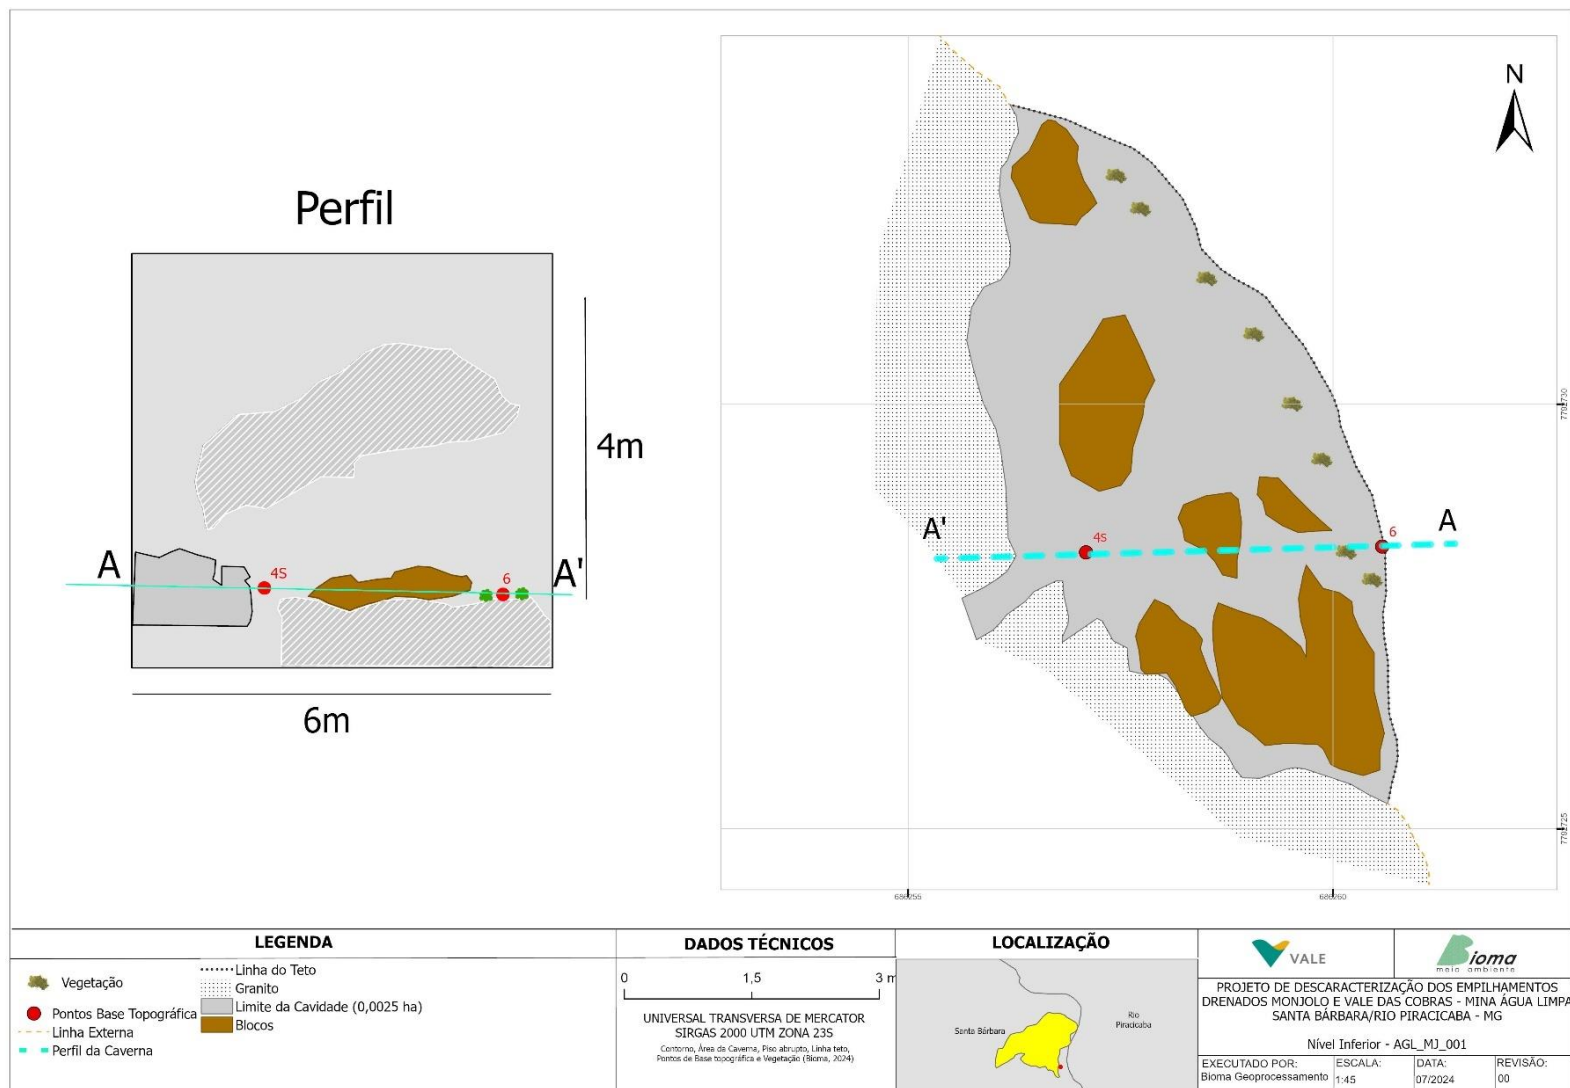 Perfil
4m
A
4S
6
A'
6m
N
A'
4S
6
A
7792730
7792725
686255
686260
LEGENDA
Vegetação
Pontos Base Topográfica
Linha Externa
Perfil da Caverna
Linha do Teto
Granito
Limite da Cavidade (0,0025 ha)
Blocos
DADOS TÉCNICOS
0 1,5 3 m
UNIVERSAL TRANSVERSA DE MERCATOR
SIRGAS 2000 UTM ZONA 23S
Contorno, Área da Caverna, Piso abrupto, Linha teto,
Pontos de Base topográfica e Vegetação (Bioma, 2024)
LOCALIZAÇÃO
Santa Bárbara
Rio
Piracicaba
VALE
Bioma
meio ambiente
PROJETO DE DESCARACTERIZAÇÃO DOS EMPILHAMENTOS
DRENADOS MONJOLO E VALE DAS COBRAS - MINA ÁGUA LIMPA
SANTA BÁRBARA/RIO PIRACICABA - MG
Nível Inferior - AGL_MJ_001
EXECUTADO POR:
Bioma Geoprocessamento
ESCALA:
1:45
DATA:
07/2024
REVISÃO:
00